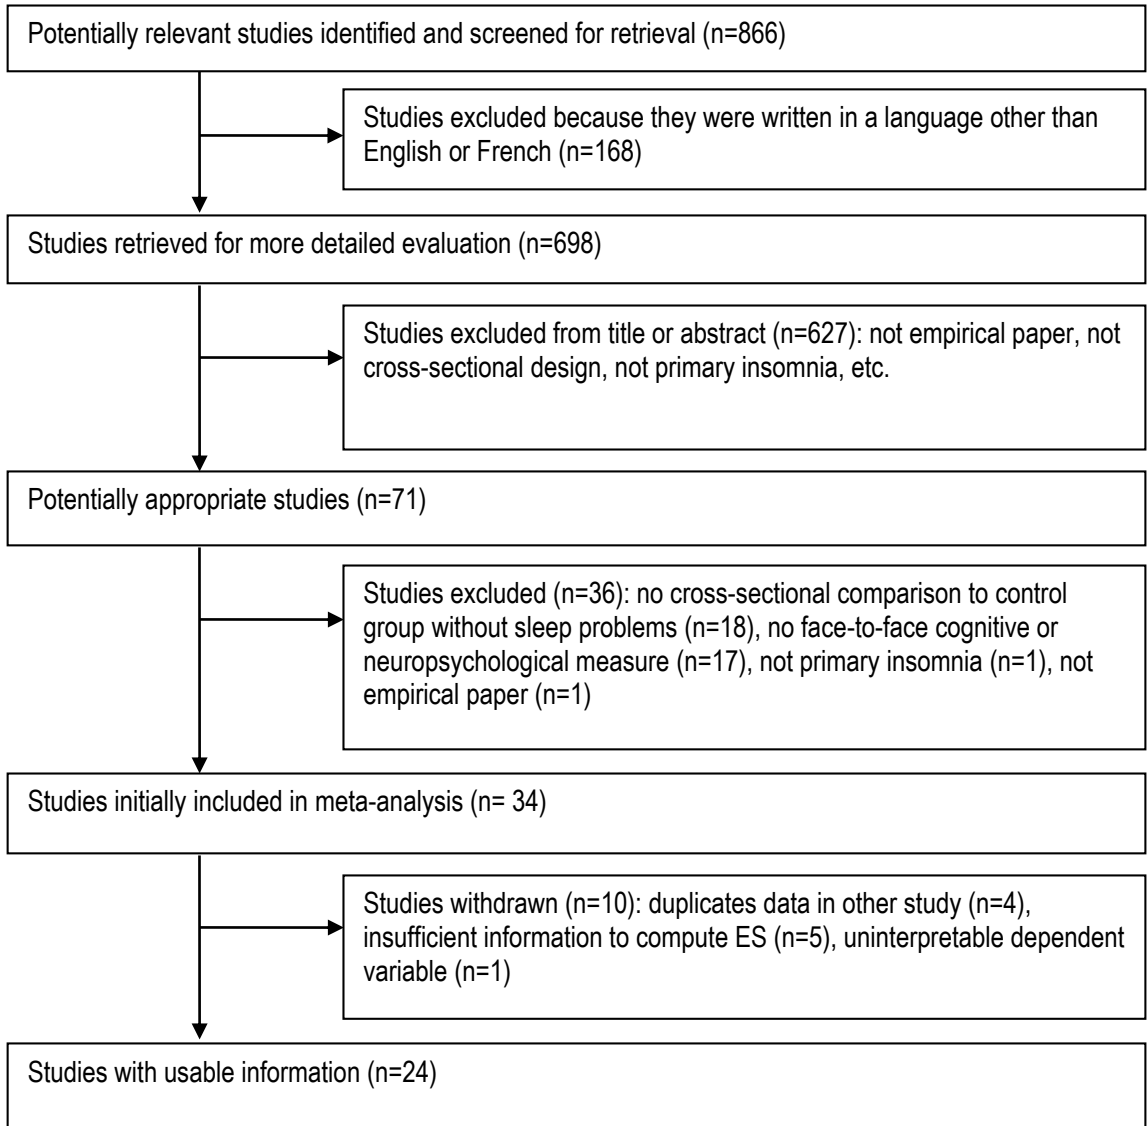 Potentially relevant studies identified and screened for retrieval (n=866)
Studies excluded because they were written in a language other than
English or French (n=168)
Studies retrieved for more detailed evaluation (n=698)
Studies excluded from title or abstract (n=627): not empirical paper, not
cross-sectional design, not primary insomnia, etc.
Potentially appropriate studies (n=71)
Studies excluded (n=36): no cross-sectional comparison to control
group without sleep problems (n=18), no face-to-face cognitive or
neuropsychological measure (n=17), not primary insomnia (n=1), not
empirical paper (n=1)
Studies initially included in meta-analysis (n= 34)
Studies withdrawn (n=10): duplicates data in other study (n=4),
insufficient information to compute ES (n=5), uninterpretable dependent
variable (n=1)
Studies with usable information (n=24)